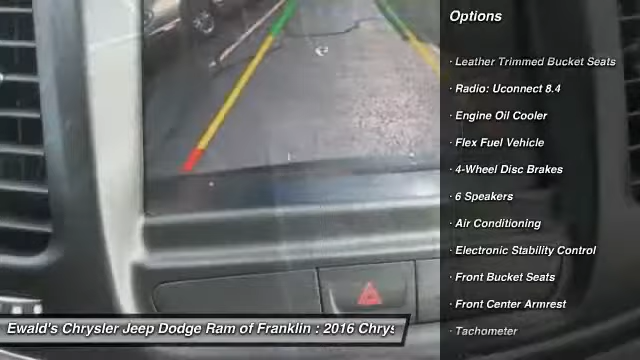 Options
· Leather Trimmed Bucket Seats
· Radio: Uconnect 8.4
· Engine Oil Cooler
· Flex Fuel Vehicle
· 4-Wheel Disc Brakes
· 6 Speakers
· Air Conditioning
· Electronic Stability Control
· Front Bucket Seats
· Front Center Armrest
· Tachometer
Ewald's Chrysler Jeep Dodge Ram of Franklin : 2016 Chrys